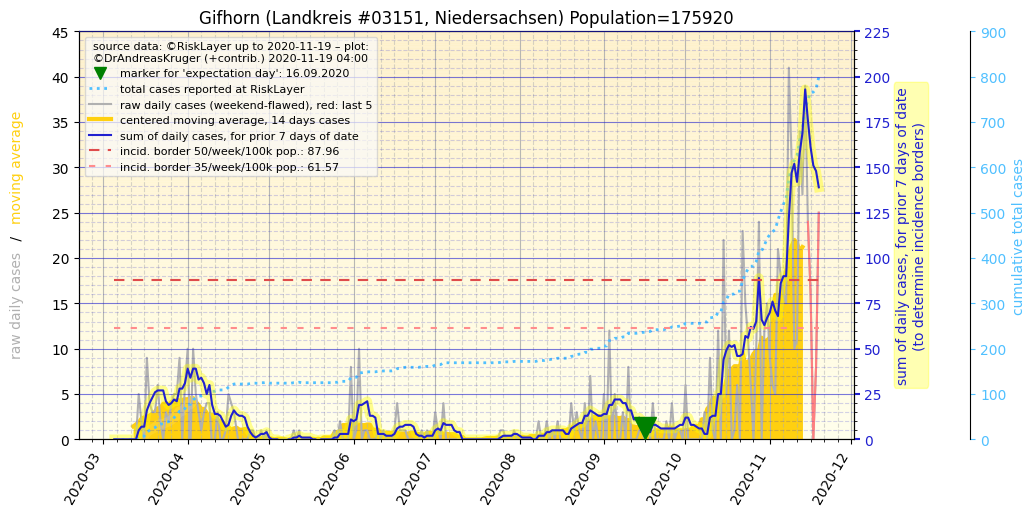 Gifhorn (Landkreis #03151, Niedersachsen) Population=175920
source data: ©RiskLayer up to 2020-11-19 – plot:
©DrAndreasKruger (+contrib.) 2020-11-19 04:00
marker for 'expectation day': 16.09.2020
total cases reported at RiskLayer
raw daily cases (weekend-flawed), red: last 5
centered moving average, 14 days cases
sum of daily cases, for prior 7 days of date
incid. border 50/week/100k pop.: 87.96
incid. border 35/week/100k pop.: 61.57
raw daily cases / moving average
45
40
35
30
25
20
15
10
5
0
2020-03
2020-04
2020-05
2020-06
2020-07
2020-08
2020-09
2020-10
2020-11
2020-12
225
200
175
150
125
100
75
50
25
0
sum of daily cases, for prior 7 days of date
(to determine incidence borders)
900
800
700
600
500
400
300
200
100
0
cumulative total cases